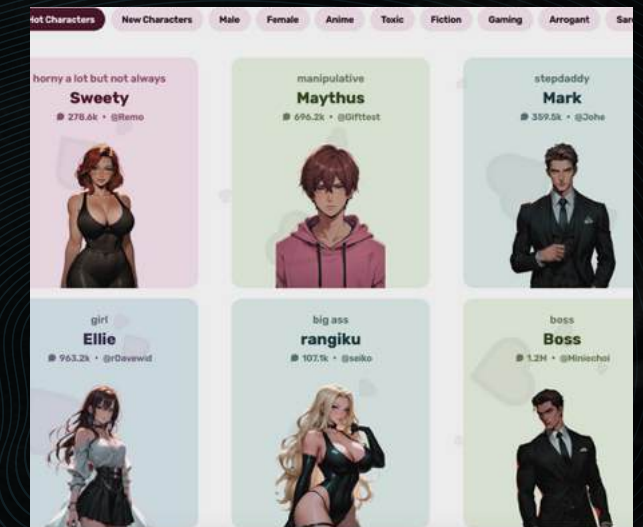 Hot Characters New Characters Male Female Anime Toxic Fiction Gaming Arrogant
horny a lot but not always
Sweety
278.6k • @Remo
manipulative
Maythus
696.2k • @Gifttest
stepdaddy
Mark
359.5k • @Johe
girl
Ellie
963.2k • @rDavewid
big ass
rangiku
107.1k • @seiko
boss
Boss
1.2M • @Miniechoi